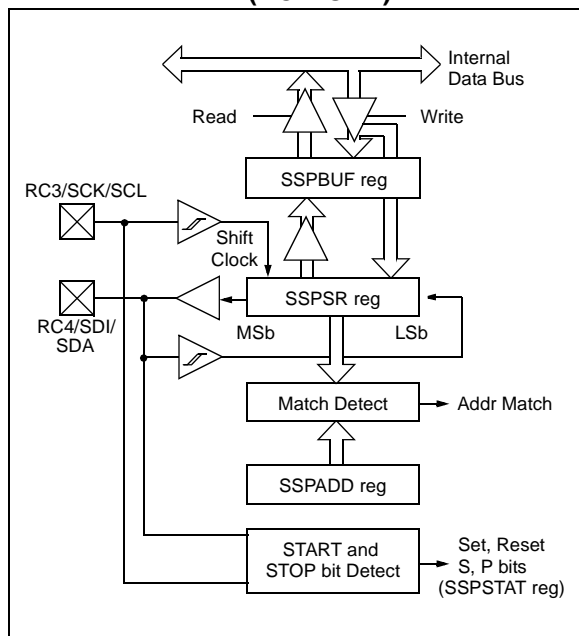 Internal
Data Bus
Read
Write
SSPBUF reg
RC3/SCK/SCL
Shift
Clock
SSPSR reg
MSb
LSb
RC4/SDI/
SDA
Match Detect
Addr Match
SSPADD reg
START and
STOP bit Detect
Set, Reset
S, P bits
(SSPSTAT reg)